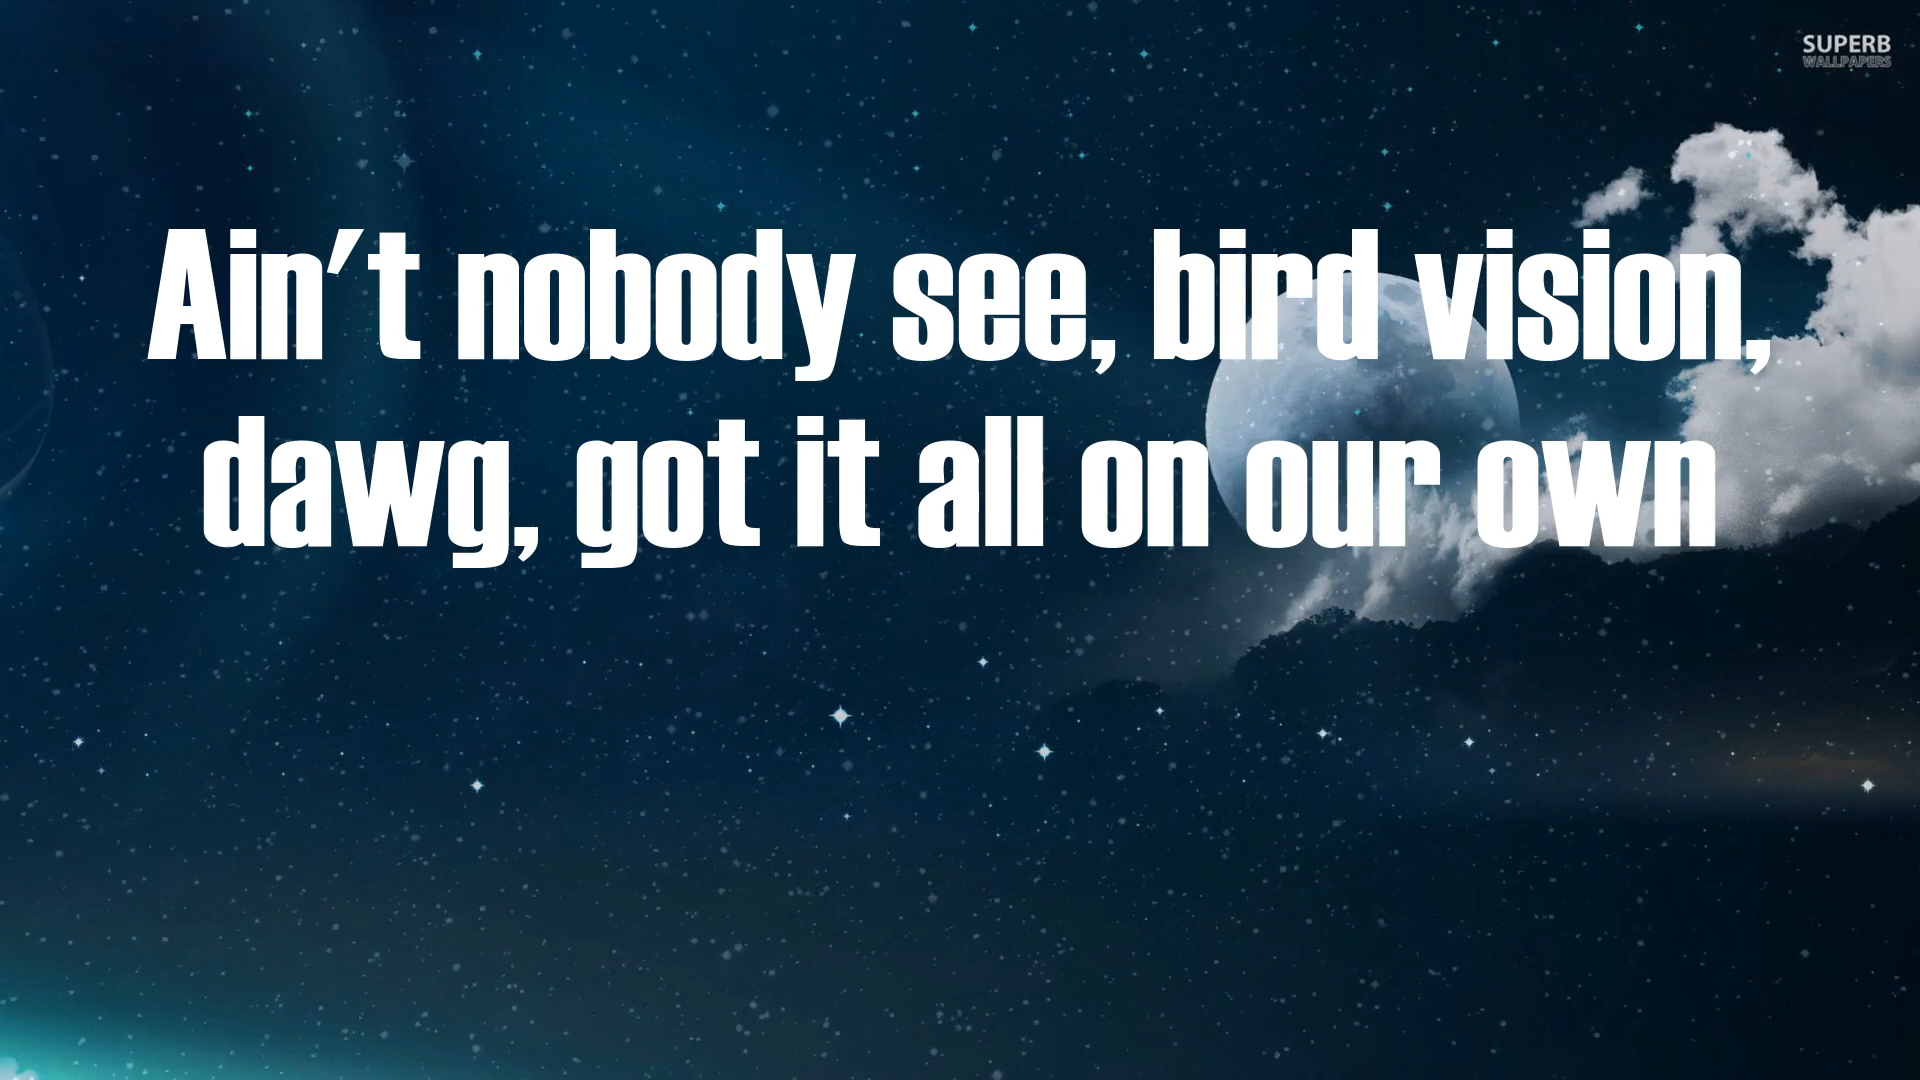 SUPERB
WALLPAPERS
Ain't nobody see, bird vision,
dawg, got it all on our own